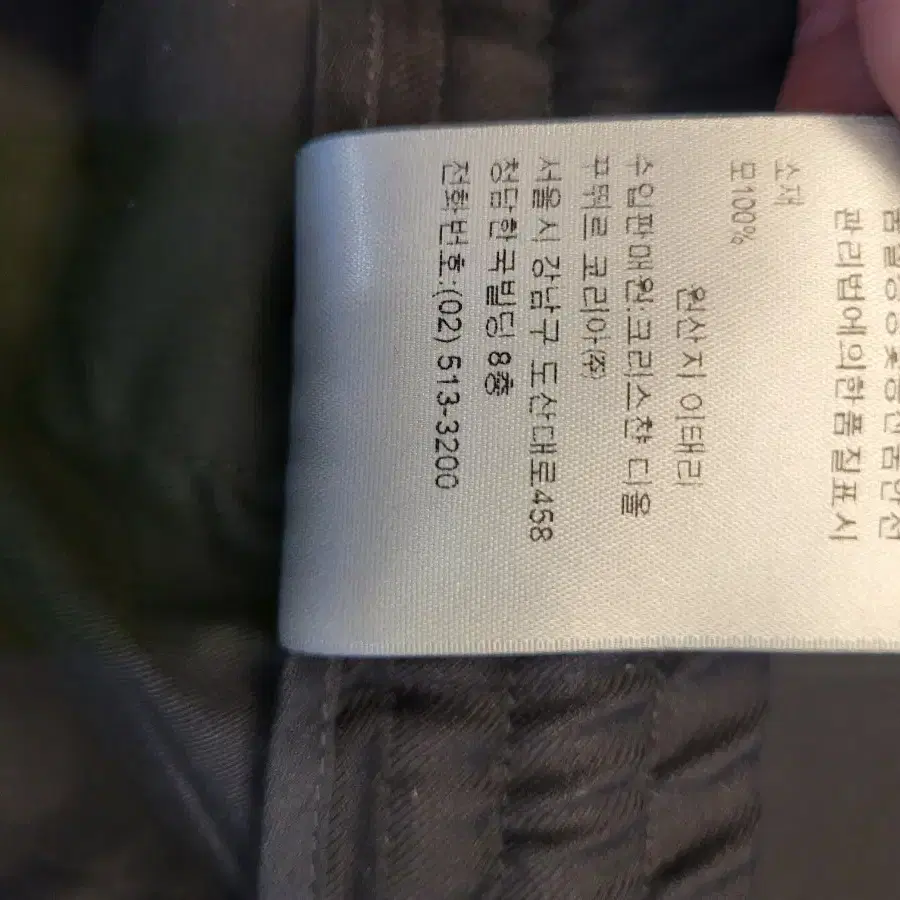 관리법에의한품질표시
소재
모100%
원산지 이태리
수입판매원:크리스챤 디올
꾸뛰르 코리아(주)
서울시 강남구 도산대로458
청담한국빌딩 8층
전화번호:(02) 513-3200